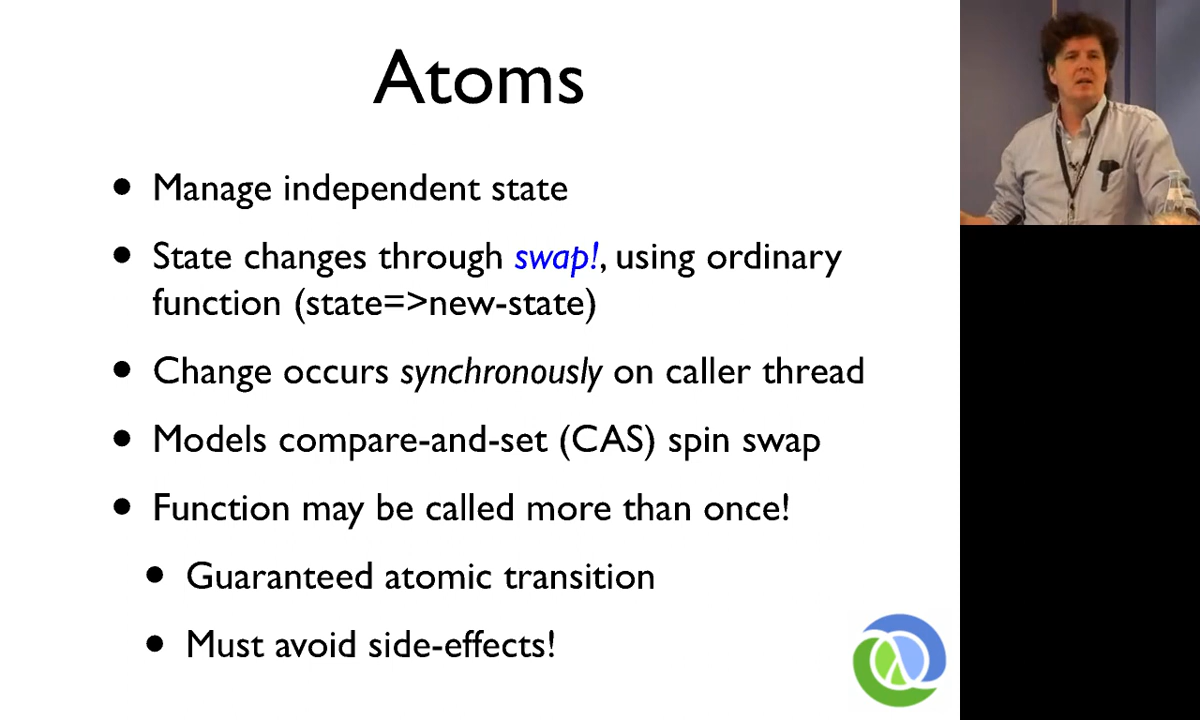 Atoms
• Manage independent state
• State changes through swap!, using ordinary
function (state=>new-state)
• Change occurs synchronously on caller thread
• Models compare-and-set (CAS) spin swap
• Function may be called more than once!
• Guaranteed atomic transition
• Must avoid side-effects!